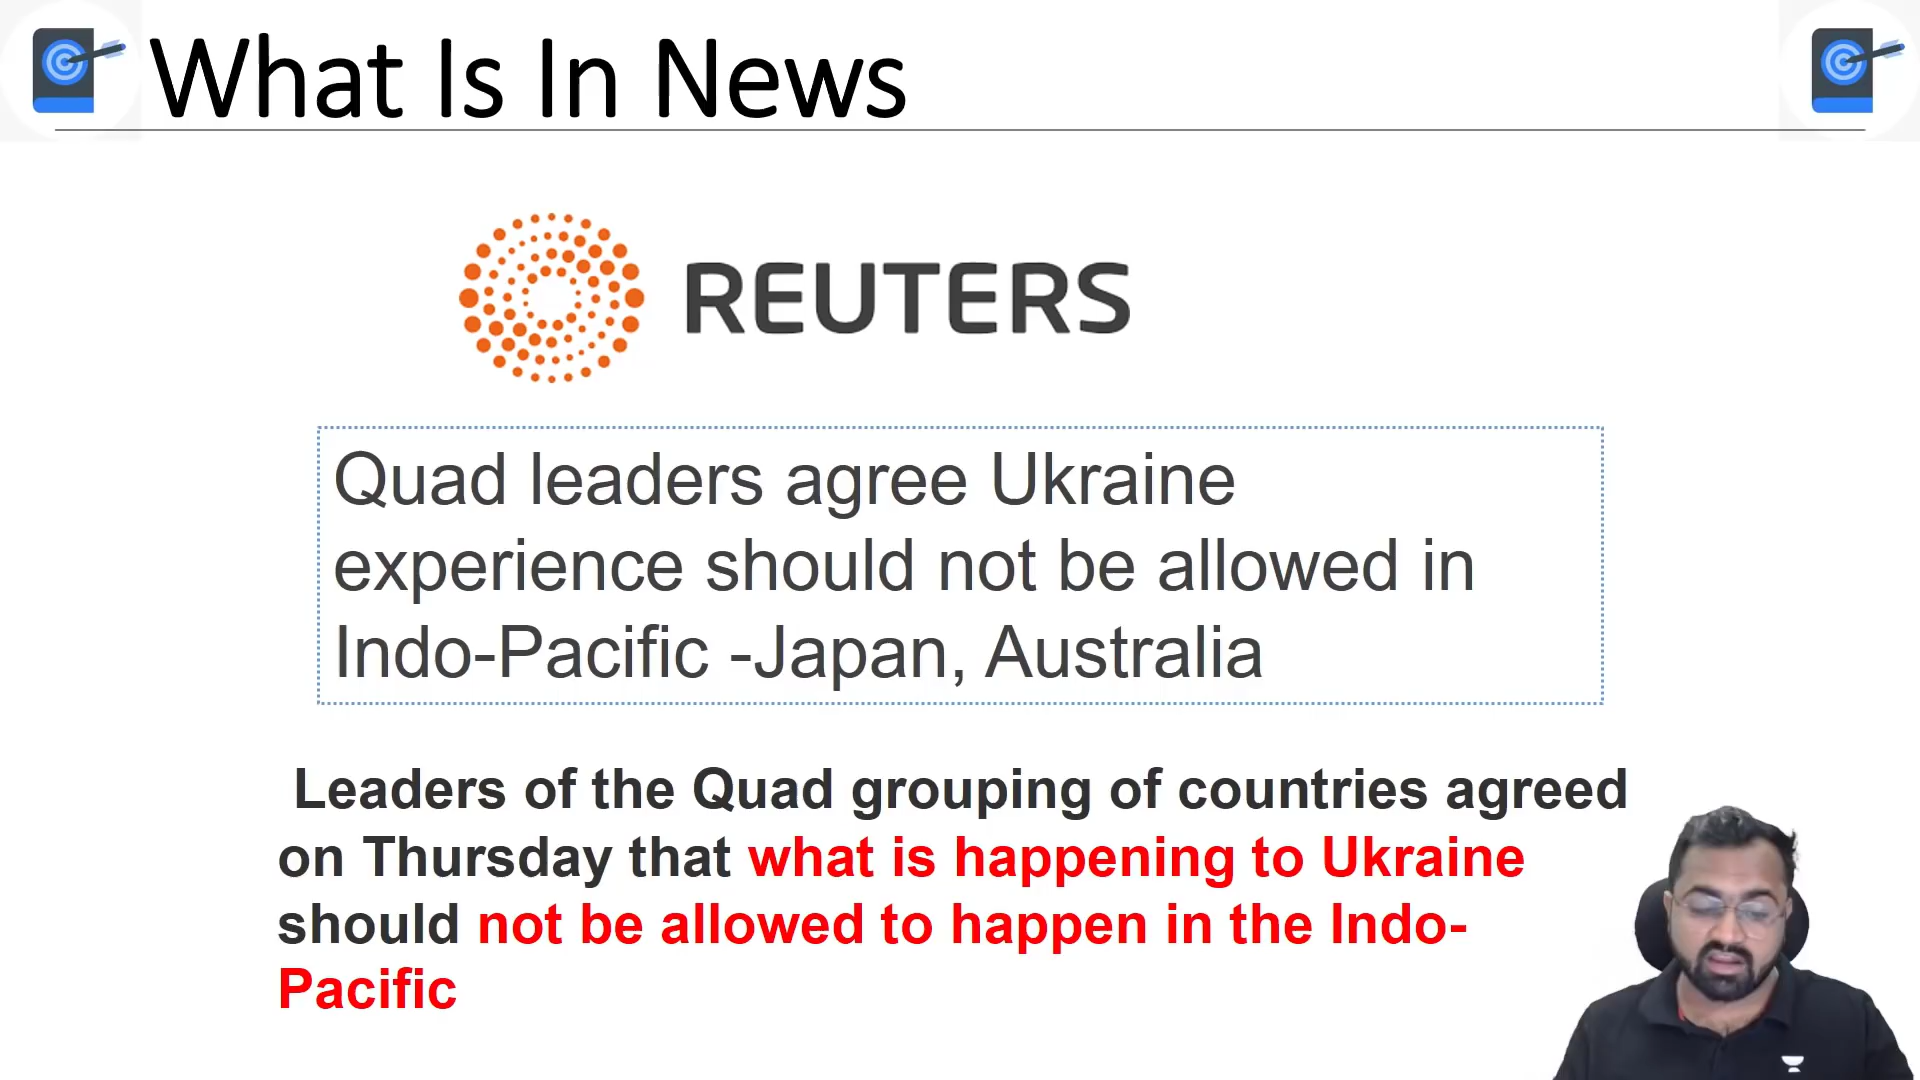 What Is In News
REUTERS
Quad leaders agree Ukraine
experience should not be allowed in
Indo-Pacific -Japan, Australia
Leaders of the Quad grouping of countries agreed
on Thursday that what is happening to Ukraine
should not be allowed to happen in the Indo-
Pacific